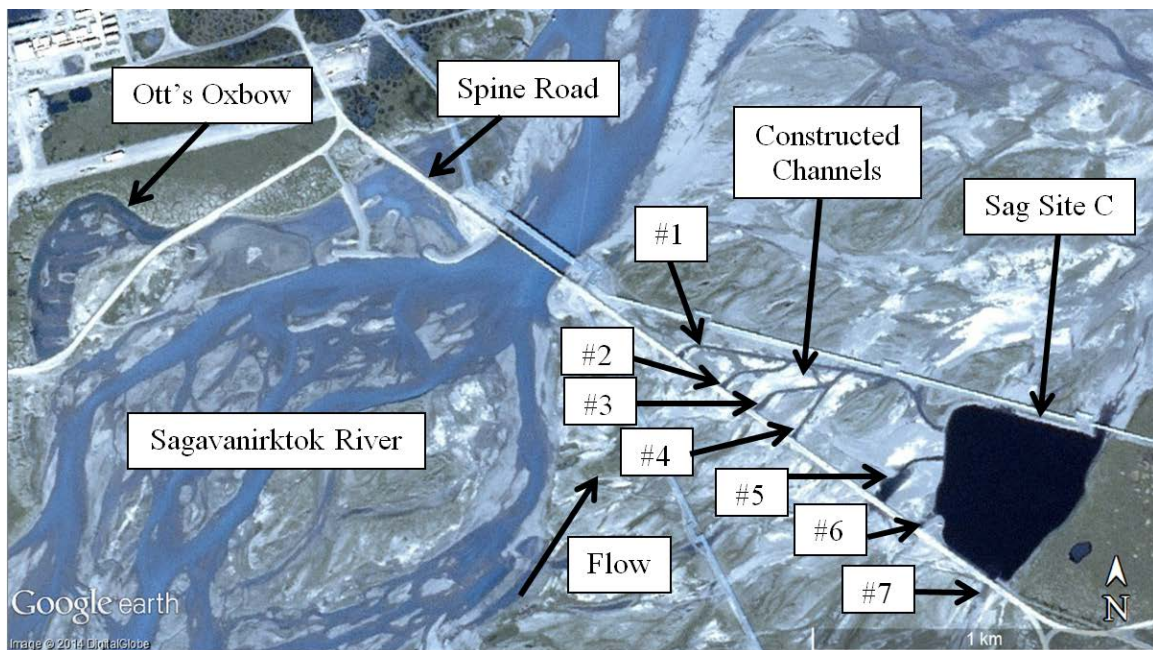 Ott's Oxbow
Spine Road
Constructed
Channels
Sag Site C
#1
#2
#3
Sagavanirktok River
#4
#5
#6
Flow
#7
N
Google earth
1 km
Image © 2014 DigitalGlobe